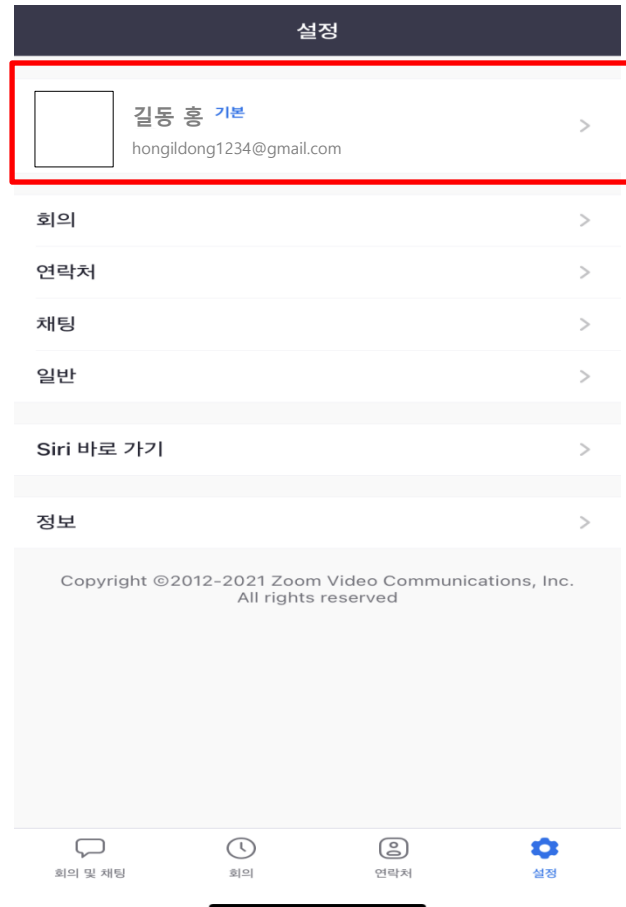 설정
길동 홍 기본
hongildong1234@gmail.com
회의
연락처
채팅
일반
Siri 바로 가기
정보
Copyright ©2012-2021 Zoom Video Communications, Inc.
All rights reserved
회의 및 채팅 회의 연락처 설정